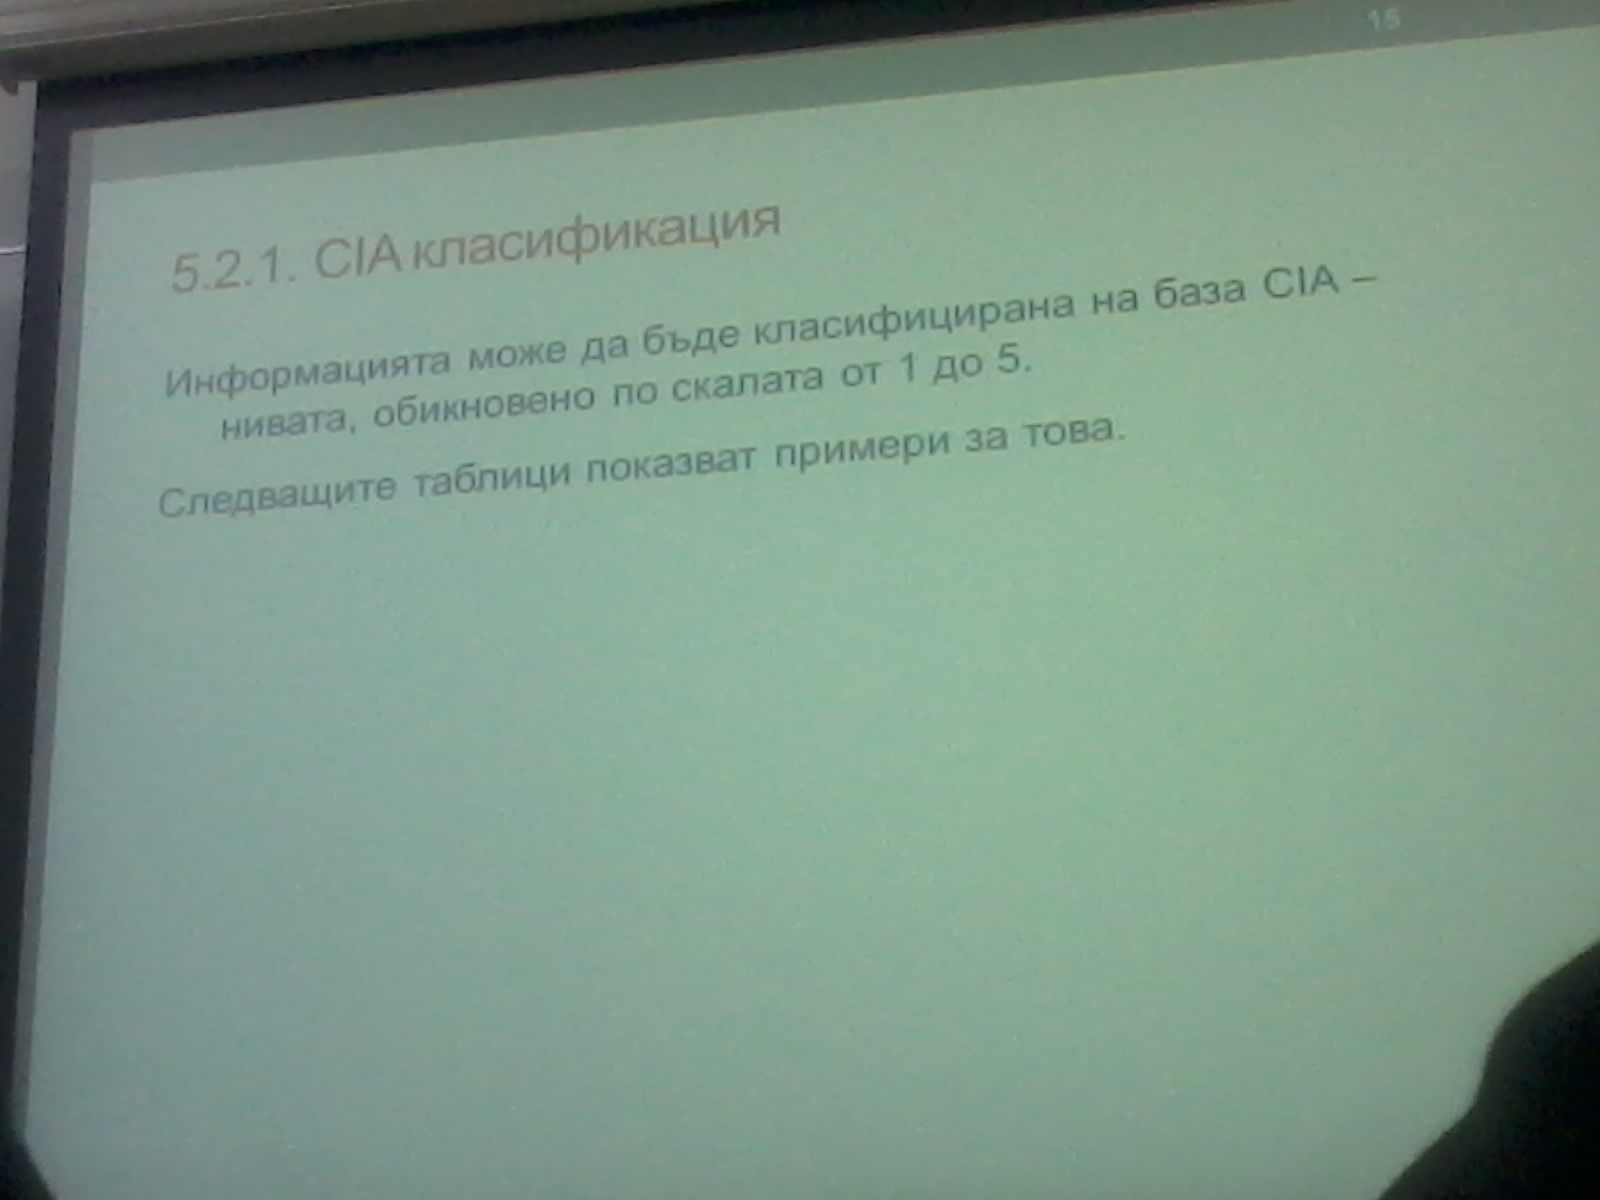 15
5.2.1. CIA класификация
Информацията може да бъде класифицирана на база CIA –
нивата, обикновено по скалата от 1 до 5.
Следващите таблици показват примери за това.